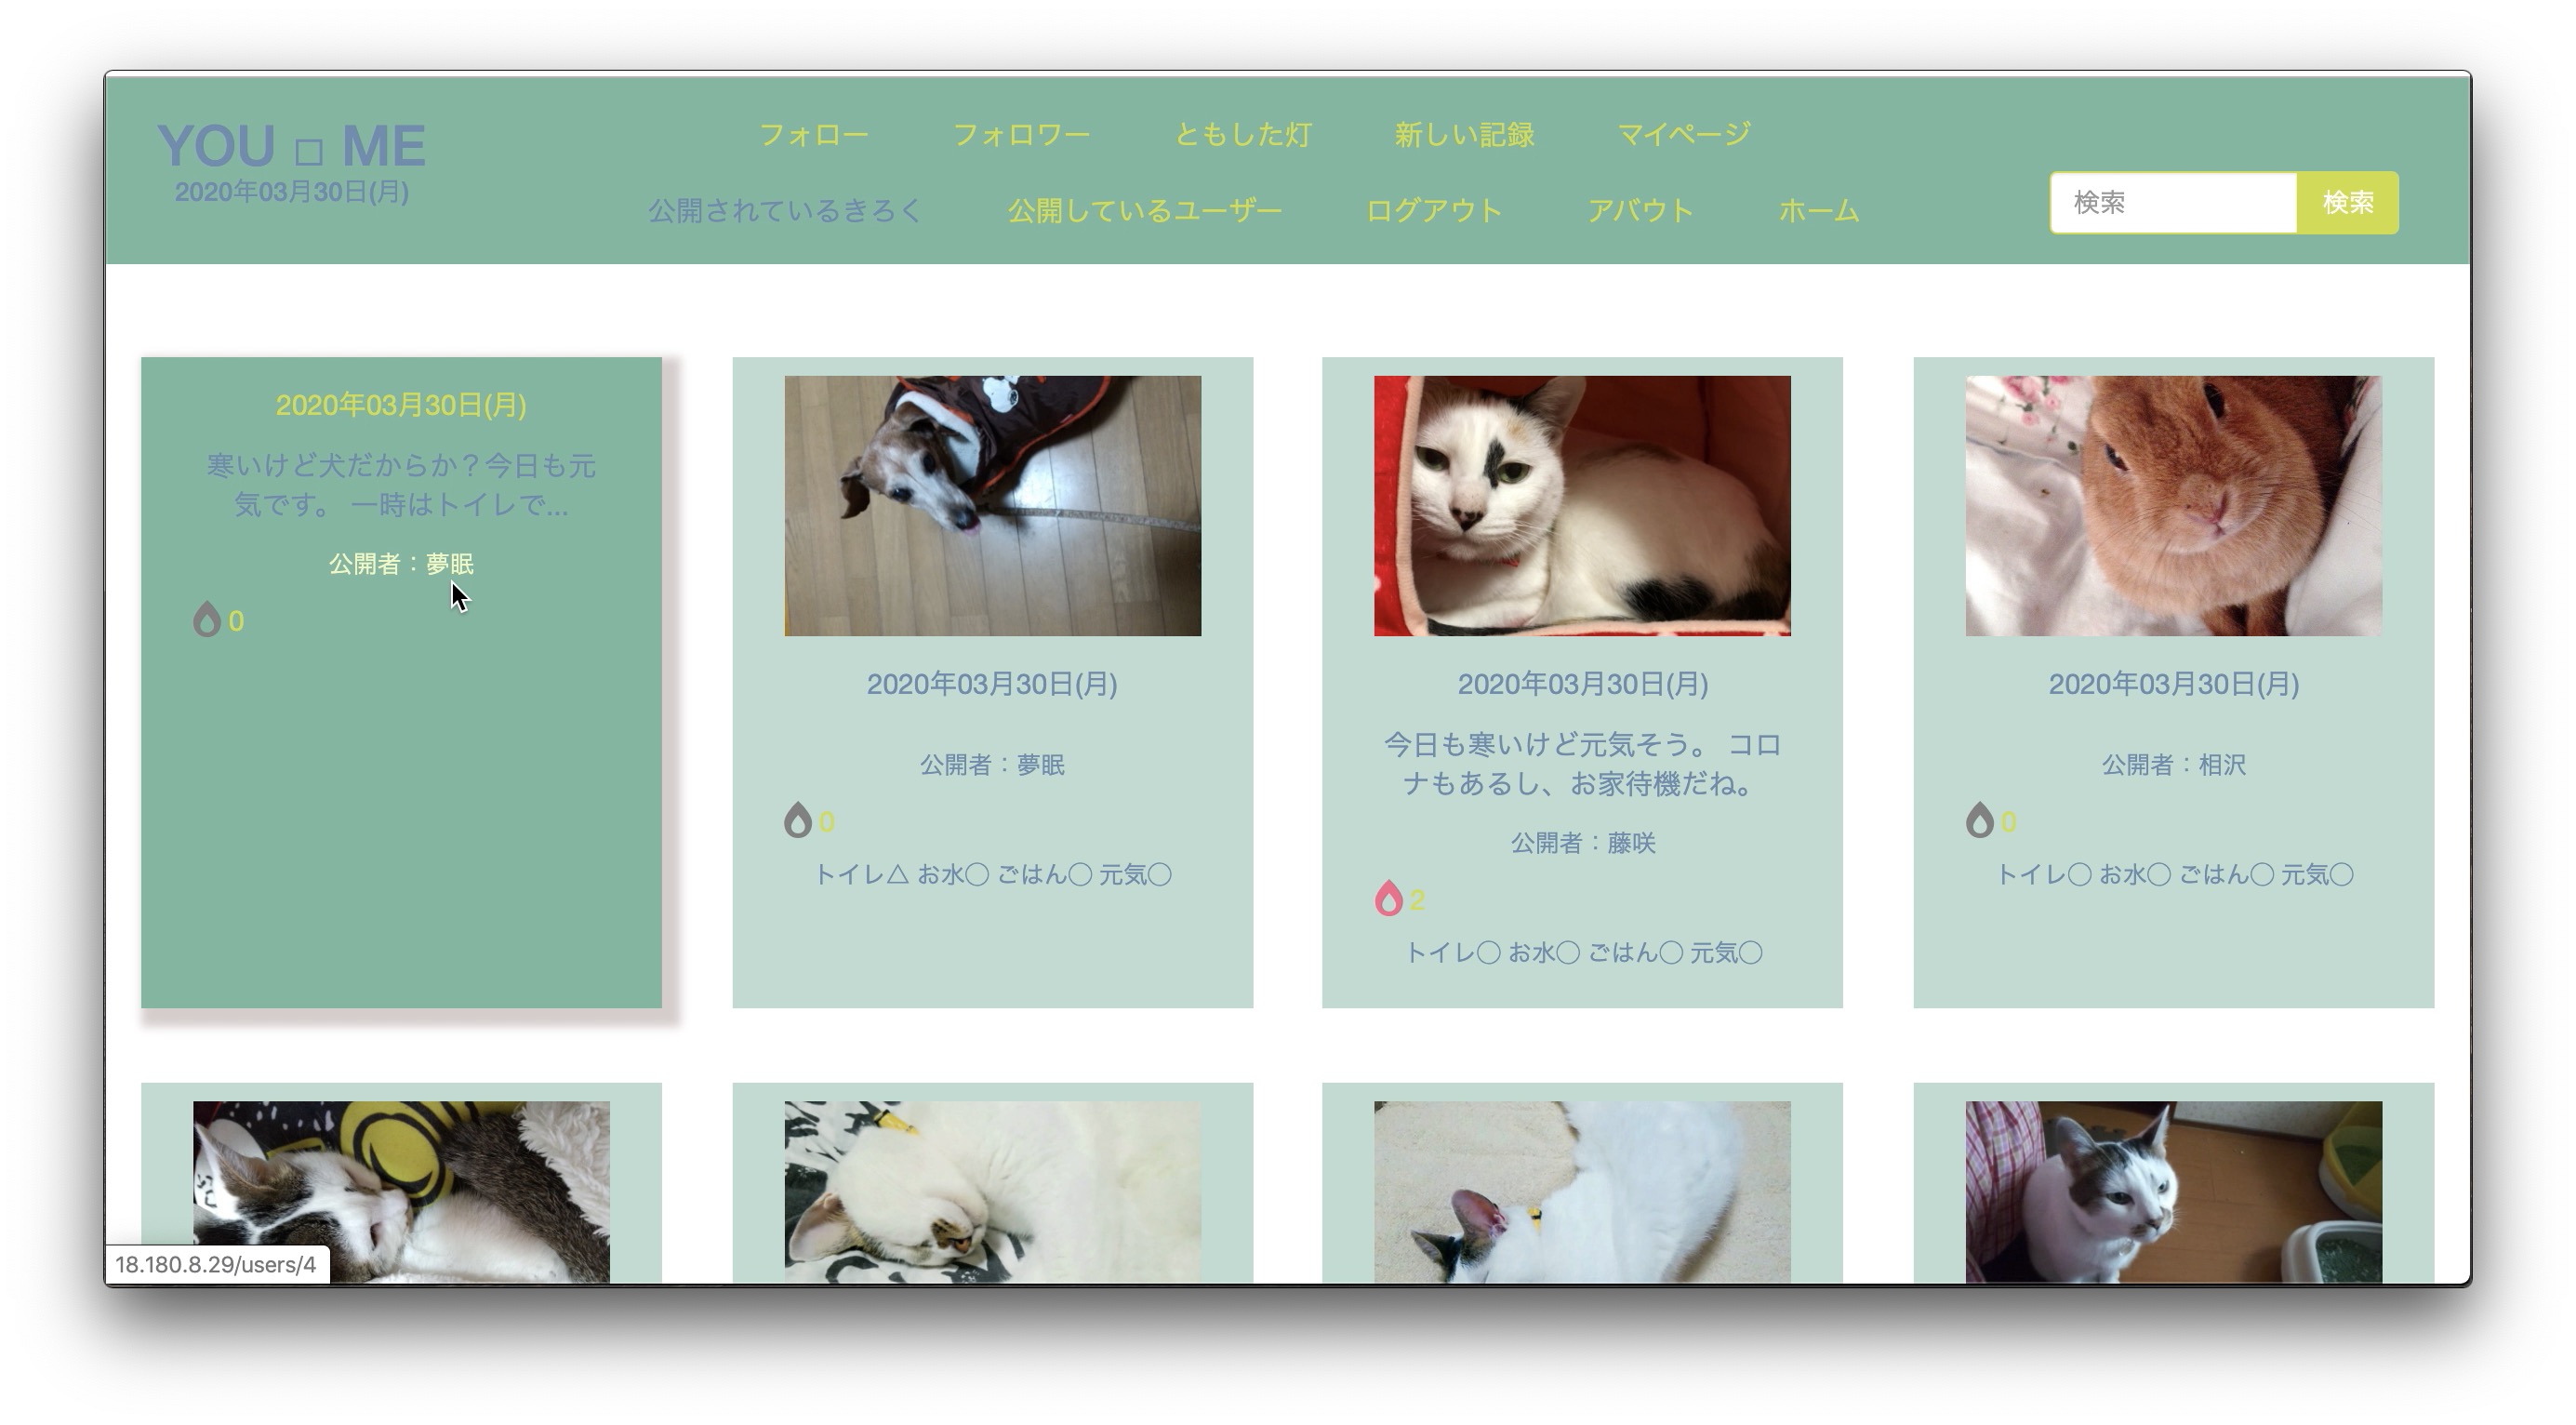 YOU □ ME
2020年03月30日(月)
フォロー フォロワー ともした灯 新しい記録 マイページ
公開されているきろく 公開しているユーザー ログアウト アバウト ホーム
検索 検索
2020年03月30日(月)
寒いけど犬だからか？今日も元
気です。 一時はトイレで...
公開者：夢眠
0
2020年03月30日(月)
公開者：夢眠
0
トイレ△ お水◯ ごはん◯ 元気◯
2020年03月30日(月)
今日も寒いけど元気そう。 コロ
ナもあるし、お家待機だね。
公開者：藤咲
2
トイレ◯ お水◯ ごはん◯ 元気◯
2020年03月30日(月)
公開者：相沢
0
トイレ◯ お水◯ ごはん◯ 元気◯
18.180.8.29/users/4